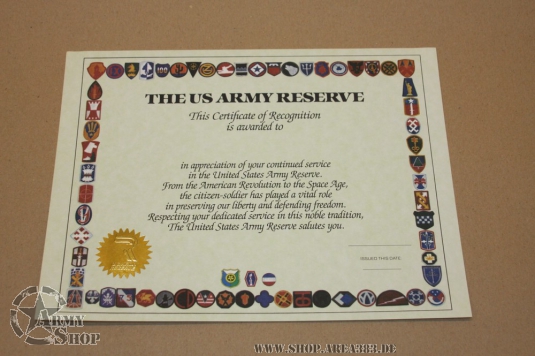 THE US ARMY RESERVE
This Certificate of Recognition
is awarded to
in appreciation of your continued service
in the United States Army Reserve.
From the American Revolution to the Space Age,
the citizen-soldier has played a vital role
in preserving our liberty and defending freedom.
Respecting your dedicated service in this noble tradition,
The United States Army Reserve salutes you.
ISSUED THIS DATE
ARMY
SHOP
WWW.SHOP.AREA383.DE